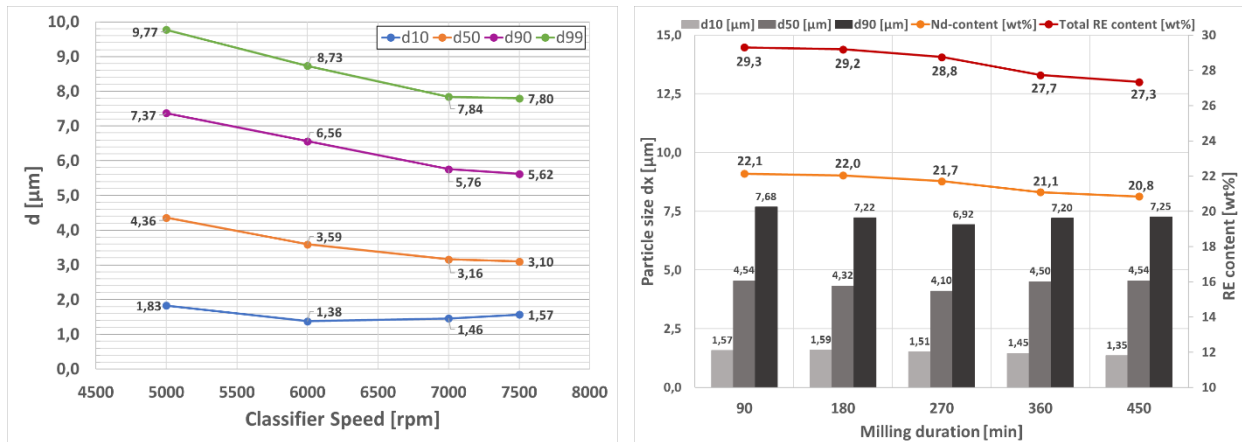 10,0
9,0
8,0
7,0
6,0
5,0
4,0
3,0
2,0
1,0
0,0
d [µm]
d10 d50 d90 d99
9,77
8,73
7,84
7,80
7,37
6,56
5,76
5,62
4,36
3,59
3,16
3,10
1,83
1,38
1,46
1,57
4500 5000 5500 6000 6500 7000 7500 8000
Classifier Speed [rpm]
d10 [µm] d50 [µm] d90 [µm] Nd-content [wt%] Total RE content [wt%]
15,0
12,5
10,0
7,5
5,0
2,5
0,0
Particle size dx [µm]
29,3 29,2 28,8 27,7 27,3
22,1 22,0 21,7 21,1 20,8
1,57 4,54 7,68
1,59 4,32 7,22
1,51 4,10 6,92
1,45 4,50 7,20
1,35 4,54 7,25
30
28
26
24
22
20
18
16
14
12
10
RE content [wt%]
90 180 270 360 450
Milling duration [min]